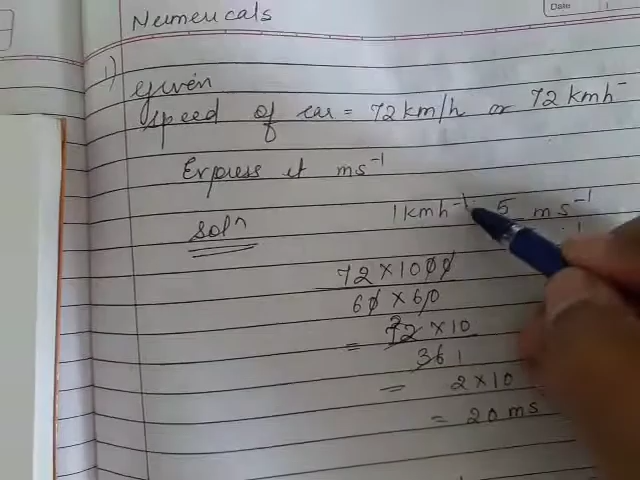 Date
Numericals
1)
given
speed of car = 72 km/h or 72 kmh⁻
Express it ms⁻¹
1 kmh⁻¹ 5 ms⁻¹
Solⁿ
72 × 1000
60 × 60
= 72 × 10
36 1
= 2 × 10
= 20 ms